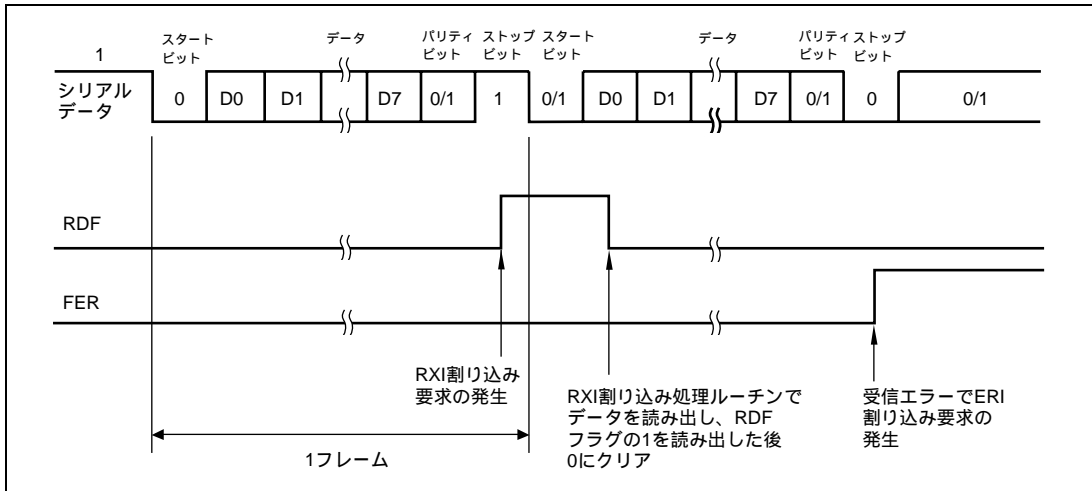 1
スタート
ビット
データ
パリティ
ビット
ストップ
ビット
スタート
ビット
データ
パリティ
ビット
ストップ
ビット
シリアル
データ
0 D0 D1 D7 0/1 1 0/1 D0 D1 D7 0/1 0 0/1
RDF
FER
RXI割り込み
要求の発生
RXI割り込み処理ルーチンで
データを読み出し、RDF
フラグの1を読み出した後
0にクリア
受信エラーでERI
割り込み要求の
発生
1フレーム